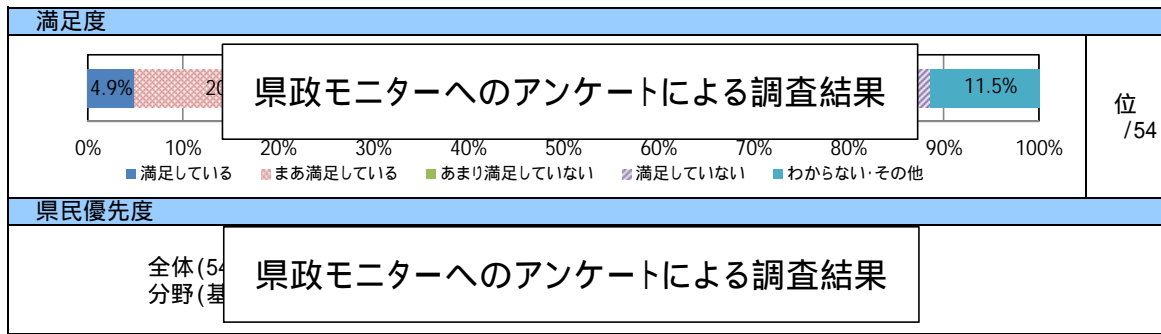 満足度
4.9%
20
県政モニターへのアンケートによる調査結果
11.5%
位
/54
0% 10% 20% 30% 40% 50% 60% 70% 80% 90% 100%
■満足している ■まあ満足している ■あまり満足していない ■満足していない ■わからない・その他
県民優先度
全体(54
分野(基
県政モニターへのアンケートによる調査結果